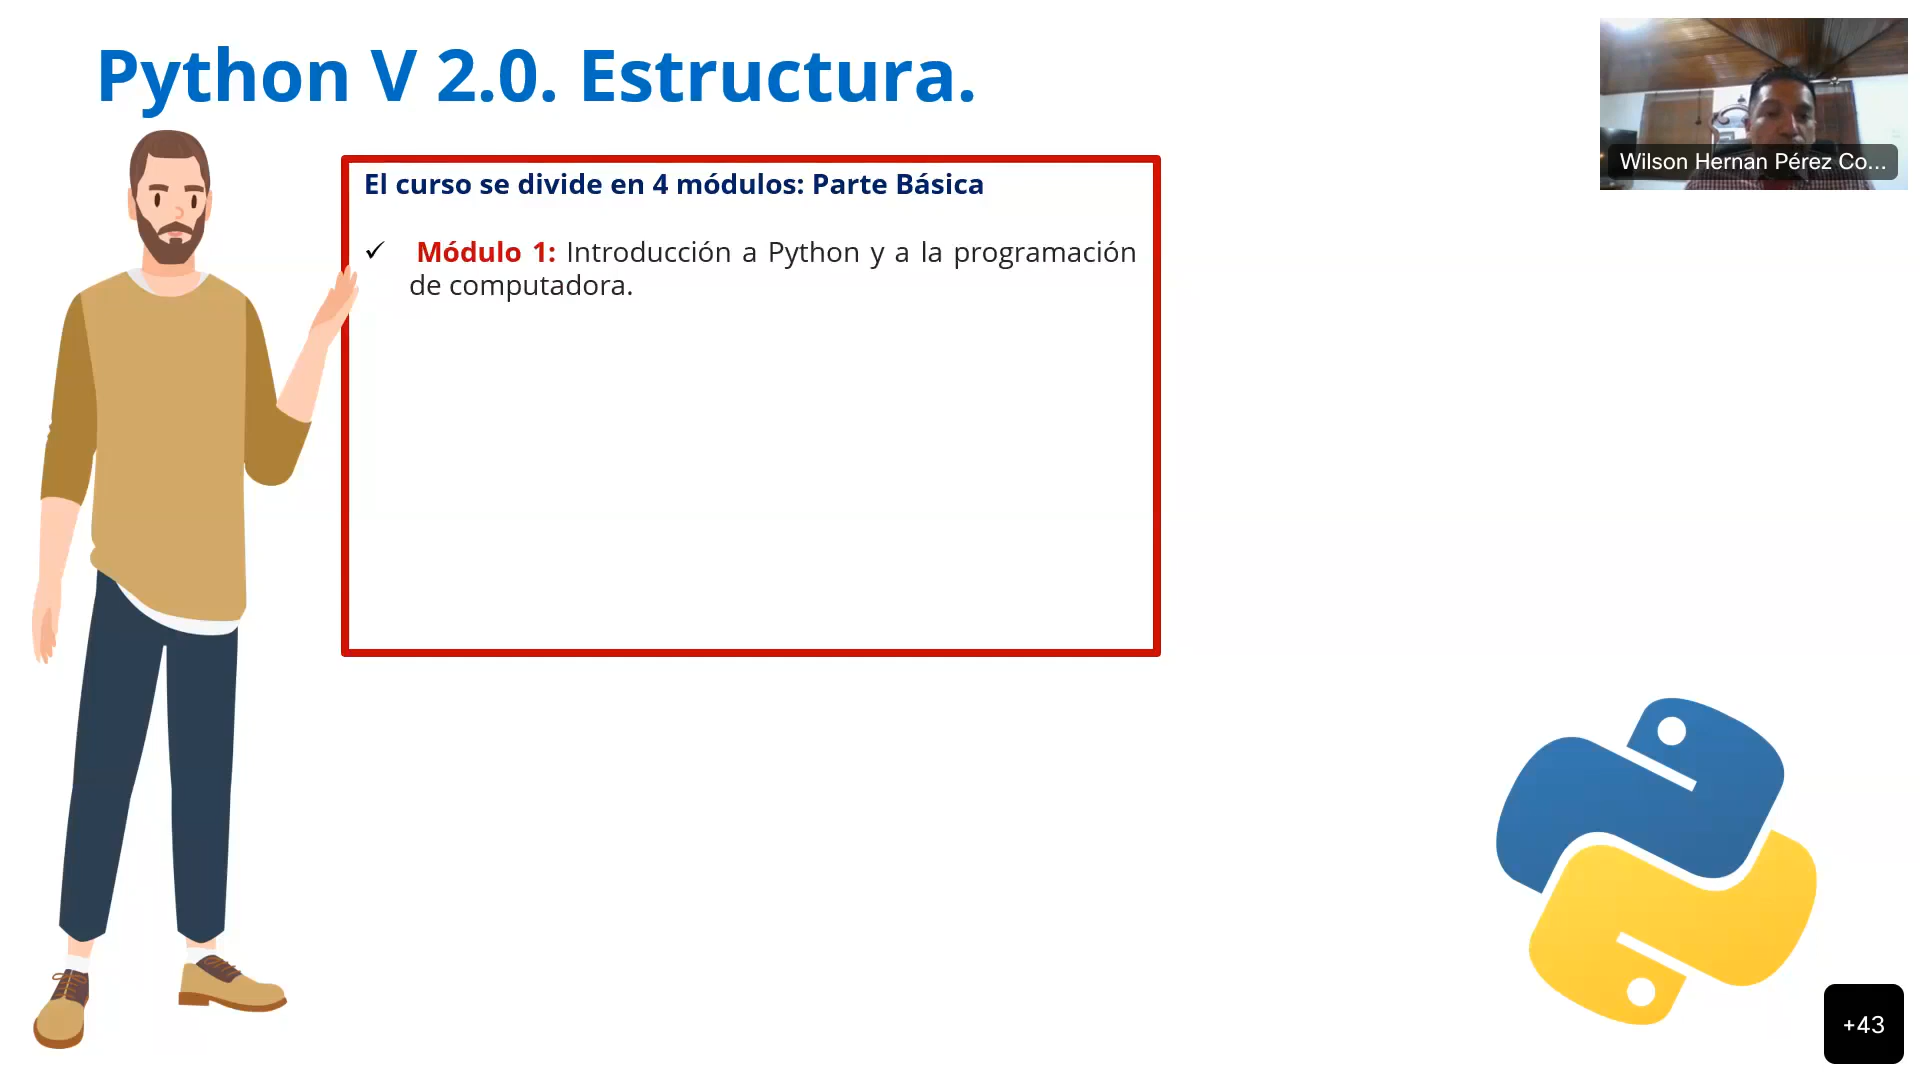 Python V 2.0. Estructura.
Wilson Hernan Pérez Co...
El curso se divide en 4 módulos: Parte Básica
✓ Módulo 1: Introducción a Python y a la programación
de computadora.
+43